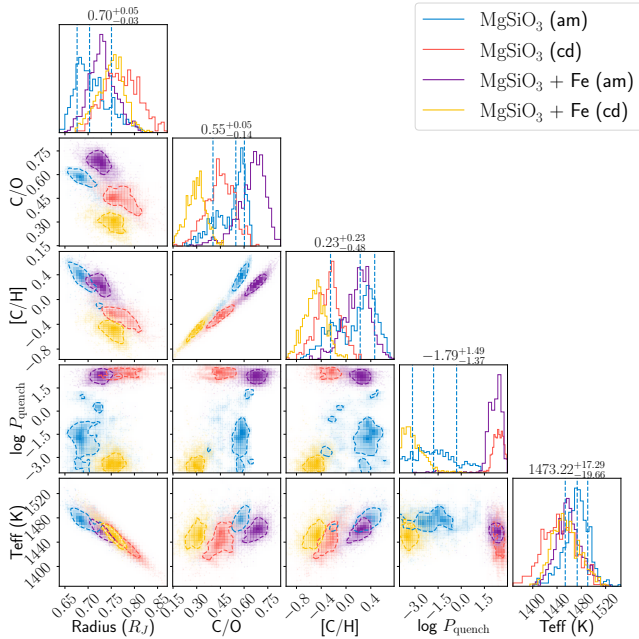 MgSiO₃ (am)
MgSiO₃ (cd)
MgSiO₃ + Fe (am)
MgSiO₃ + Fe (cd)
0.70^{+0.05}_{-0.03}
0.55^{+0.05}_{-0.14}
0.75
0.60
0.45
0.30
0.15
C/O
0.23^{+0.23}_{-0.48}
0.4
0.0
−0.4
−0.8
[C/H]
−1.79^{+1.49}_{-1.37}
1.5
0.0
−1.5
−3.0
log P_quench
1473.22^{+17.29}_{-19.66}
1520
1480
1440
1400
Teff (K)
0.65 0.70 0.75 0.80 0.85
0.15 0.30 0.45 0.60 0.75
−0.8 −0.4 0.0 0.4
−3.0 −1.5 0.0 1.5
1400 1440 1480 1520
Radius (R_J) C/O [C/H] log P_quench Teff (K)